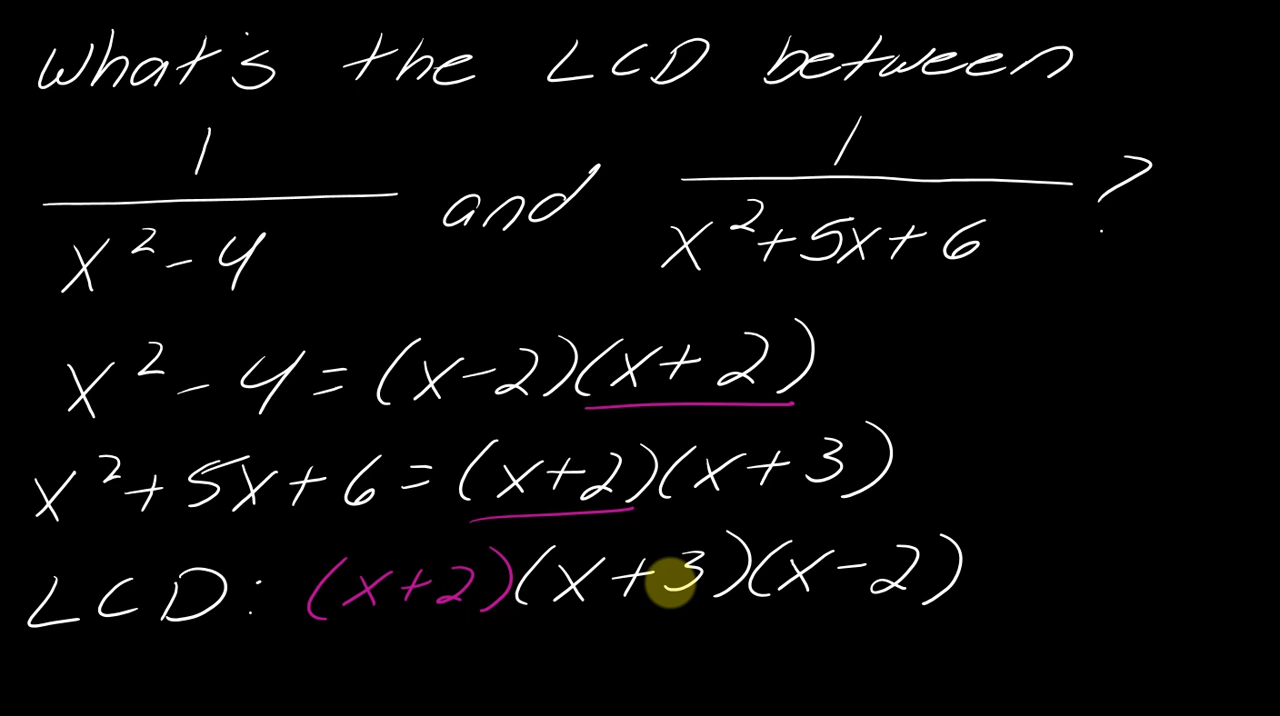 What's the LCD between
1/(x²-4) and 1/(x²+5x+6) ?
x²-4=(x-2)(x+2)
x²+5x+6=(x+2)(x+3)
LCD: (x+2)(x+3)(x-2)